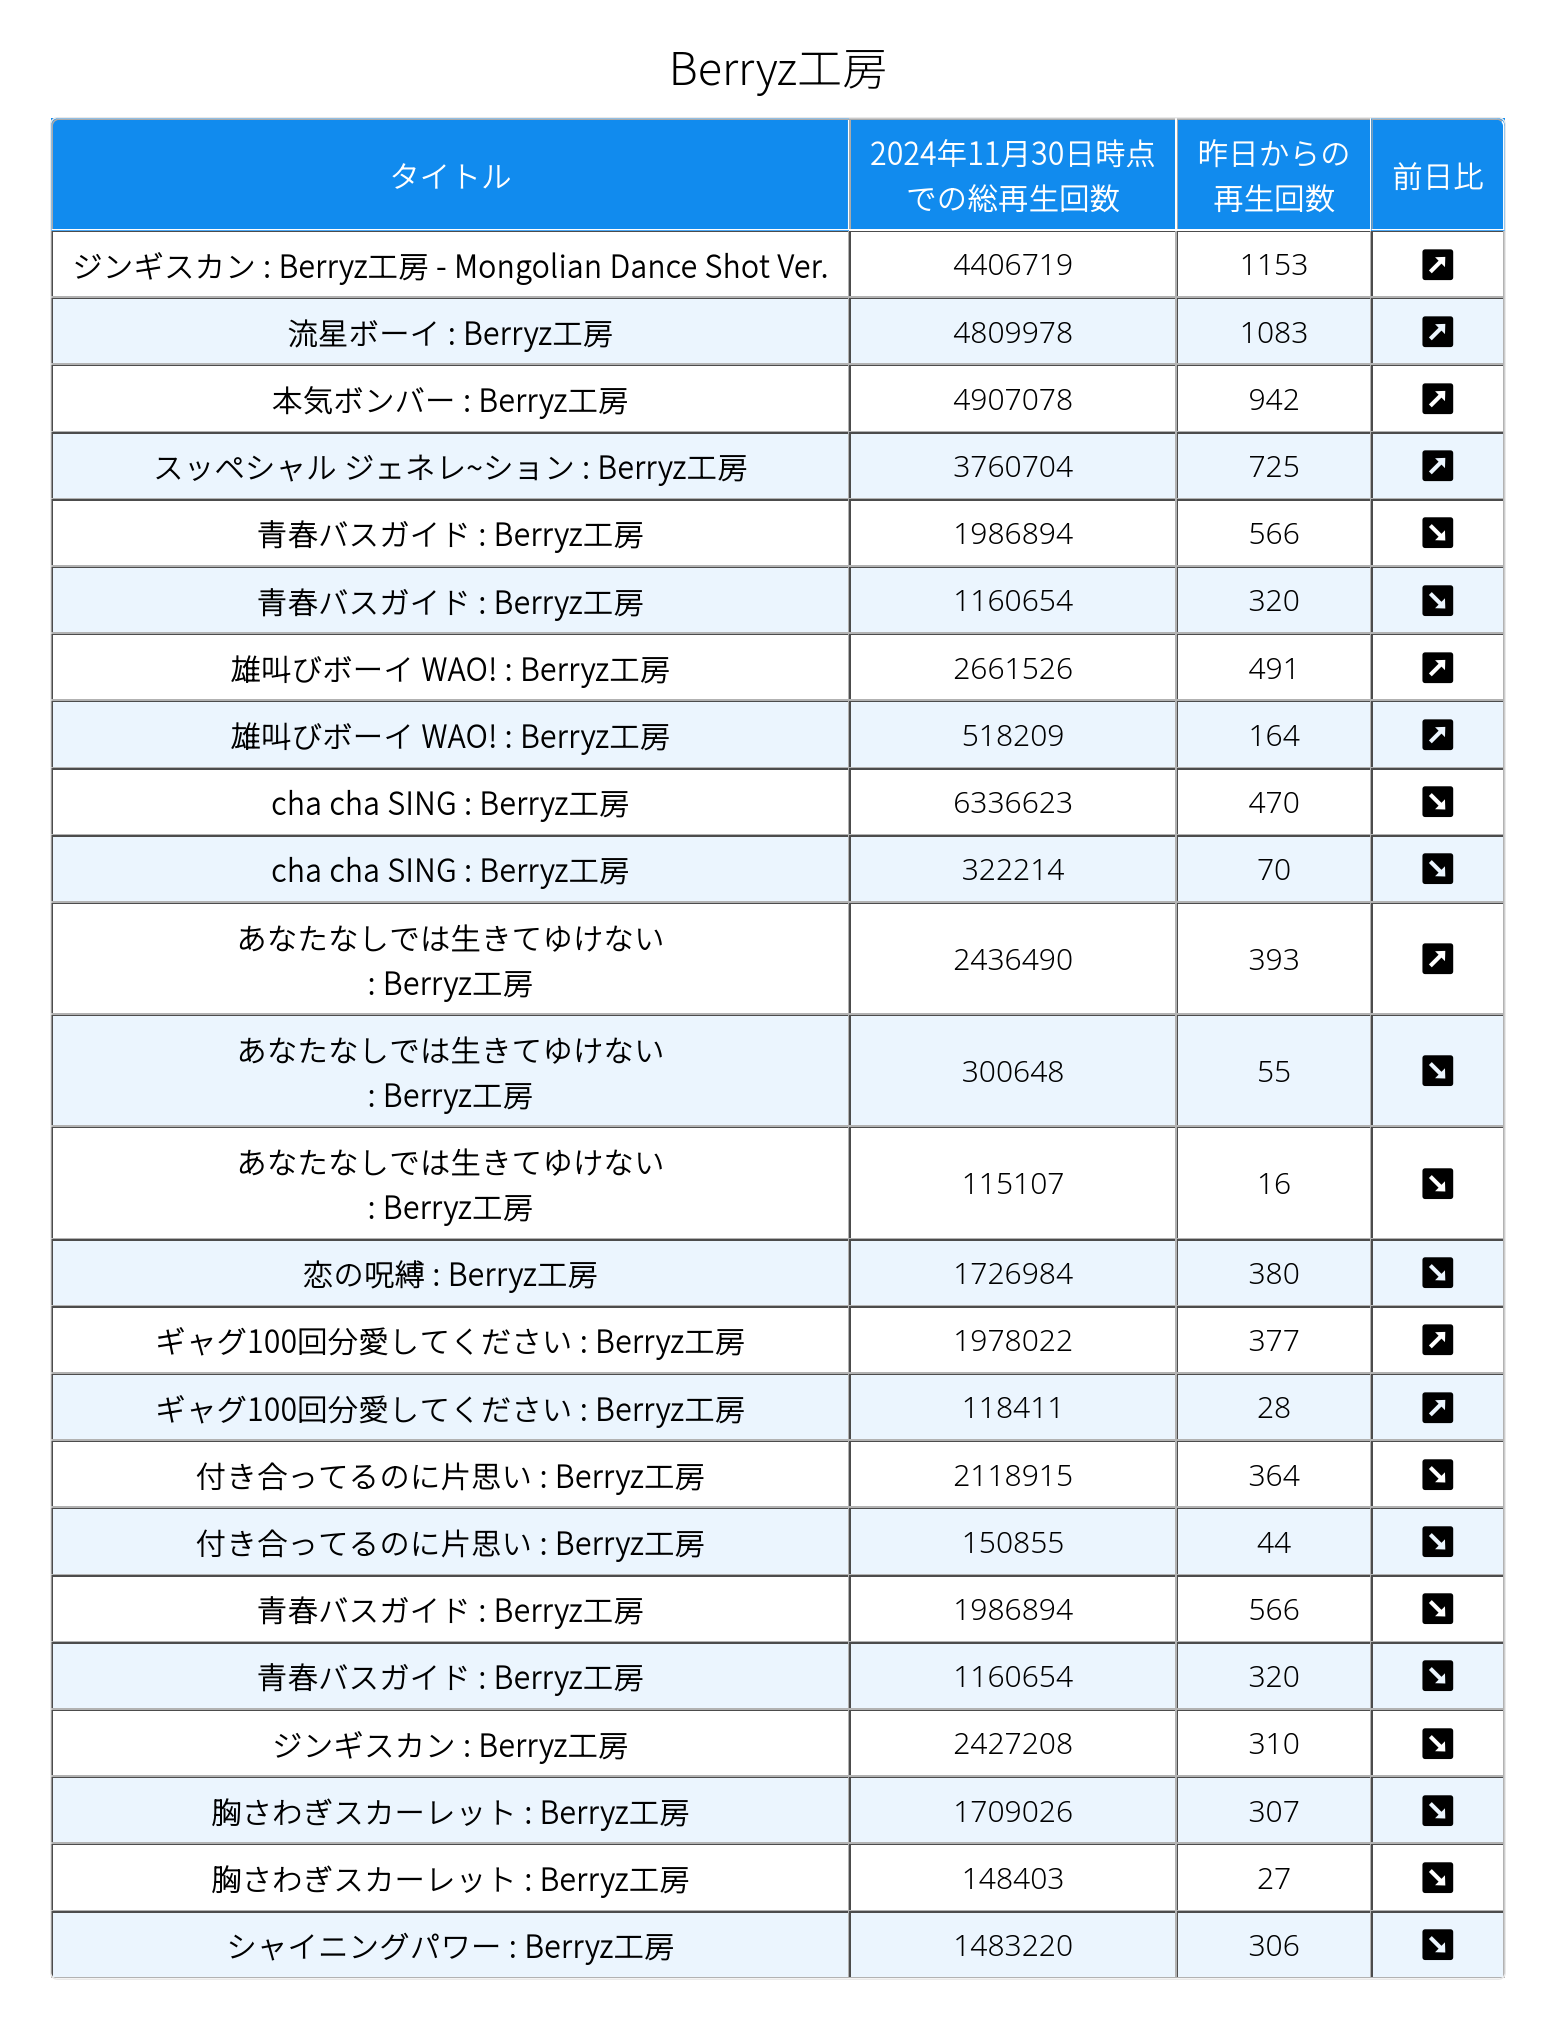 Berryz工房
タイトル
2024年11月30日時点
での総再生回数
昨日からの
再生回数
前日比
ジンギスカン : Berryz工房 - Mongolian Dance Shot Ver. 4406719 1153
流星ボーイ : Berryz工房 4809978 1083
本気ボンバー : Berryz工房 4907078 942
スッペシャル ジェネレ~ション : Berryz工房 3760704 725
青春バスガイド : Berryz工房 1986894 566
青春バスガイド : Berryz工房 1160654 320
雄叫びボーイ WAO! : Berryz工房 2661526 491
雄叫びボーイ WAO! : Berryz工房 518209 164
cha cha SING : Berryz工房 6336623 470
cha cha SING : Berryz工房 322214 70
あなたなしでは生きてゆけない
: Berryz工房 2436490 393
あなたなしでは生きてゆけない
: Berryz工房 300648 55
あなたなしでは生きてゆけない
: Berryz工房 115107 16
恋の呪縛 : Berryz工房 1726984 380
ギャグ100回分愛してください : Berryz工房 1978022 377
ギャグ100回分愛してください : Berryz工房 118411 28
付き合ってるのに片思い : Berryz工房 2118915 364
付き合ってるのに片思い : Berryz工房 150855 44
青春バスガイド : Berryz工房 1986894 566
青春バスガイド : Berryz工房 1160654 320
ジンギスカン : Berryz工房 2427208 310
胸さわぎスカーレット : Berryz工房 1709026 307
胸さわぎスカーレット : Berryz工房 148403 27
シャイニングパワー : Berryz工房 1483220 306